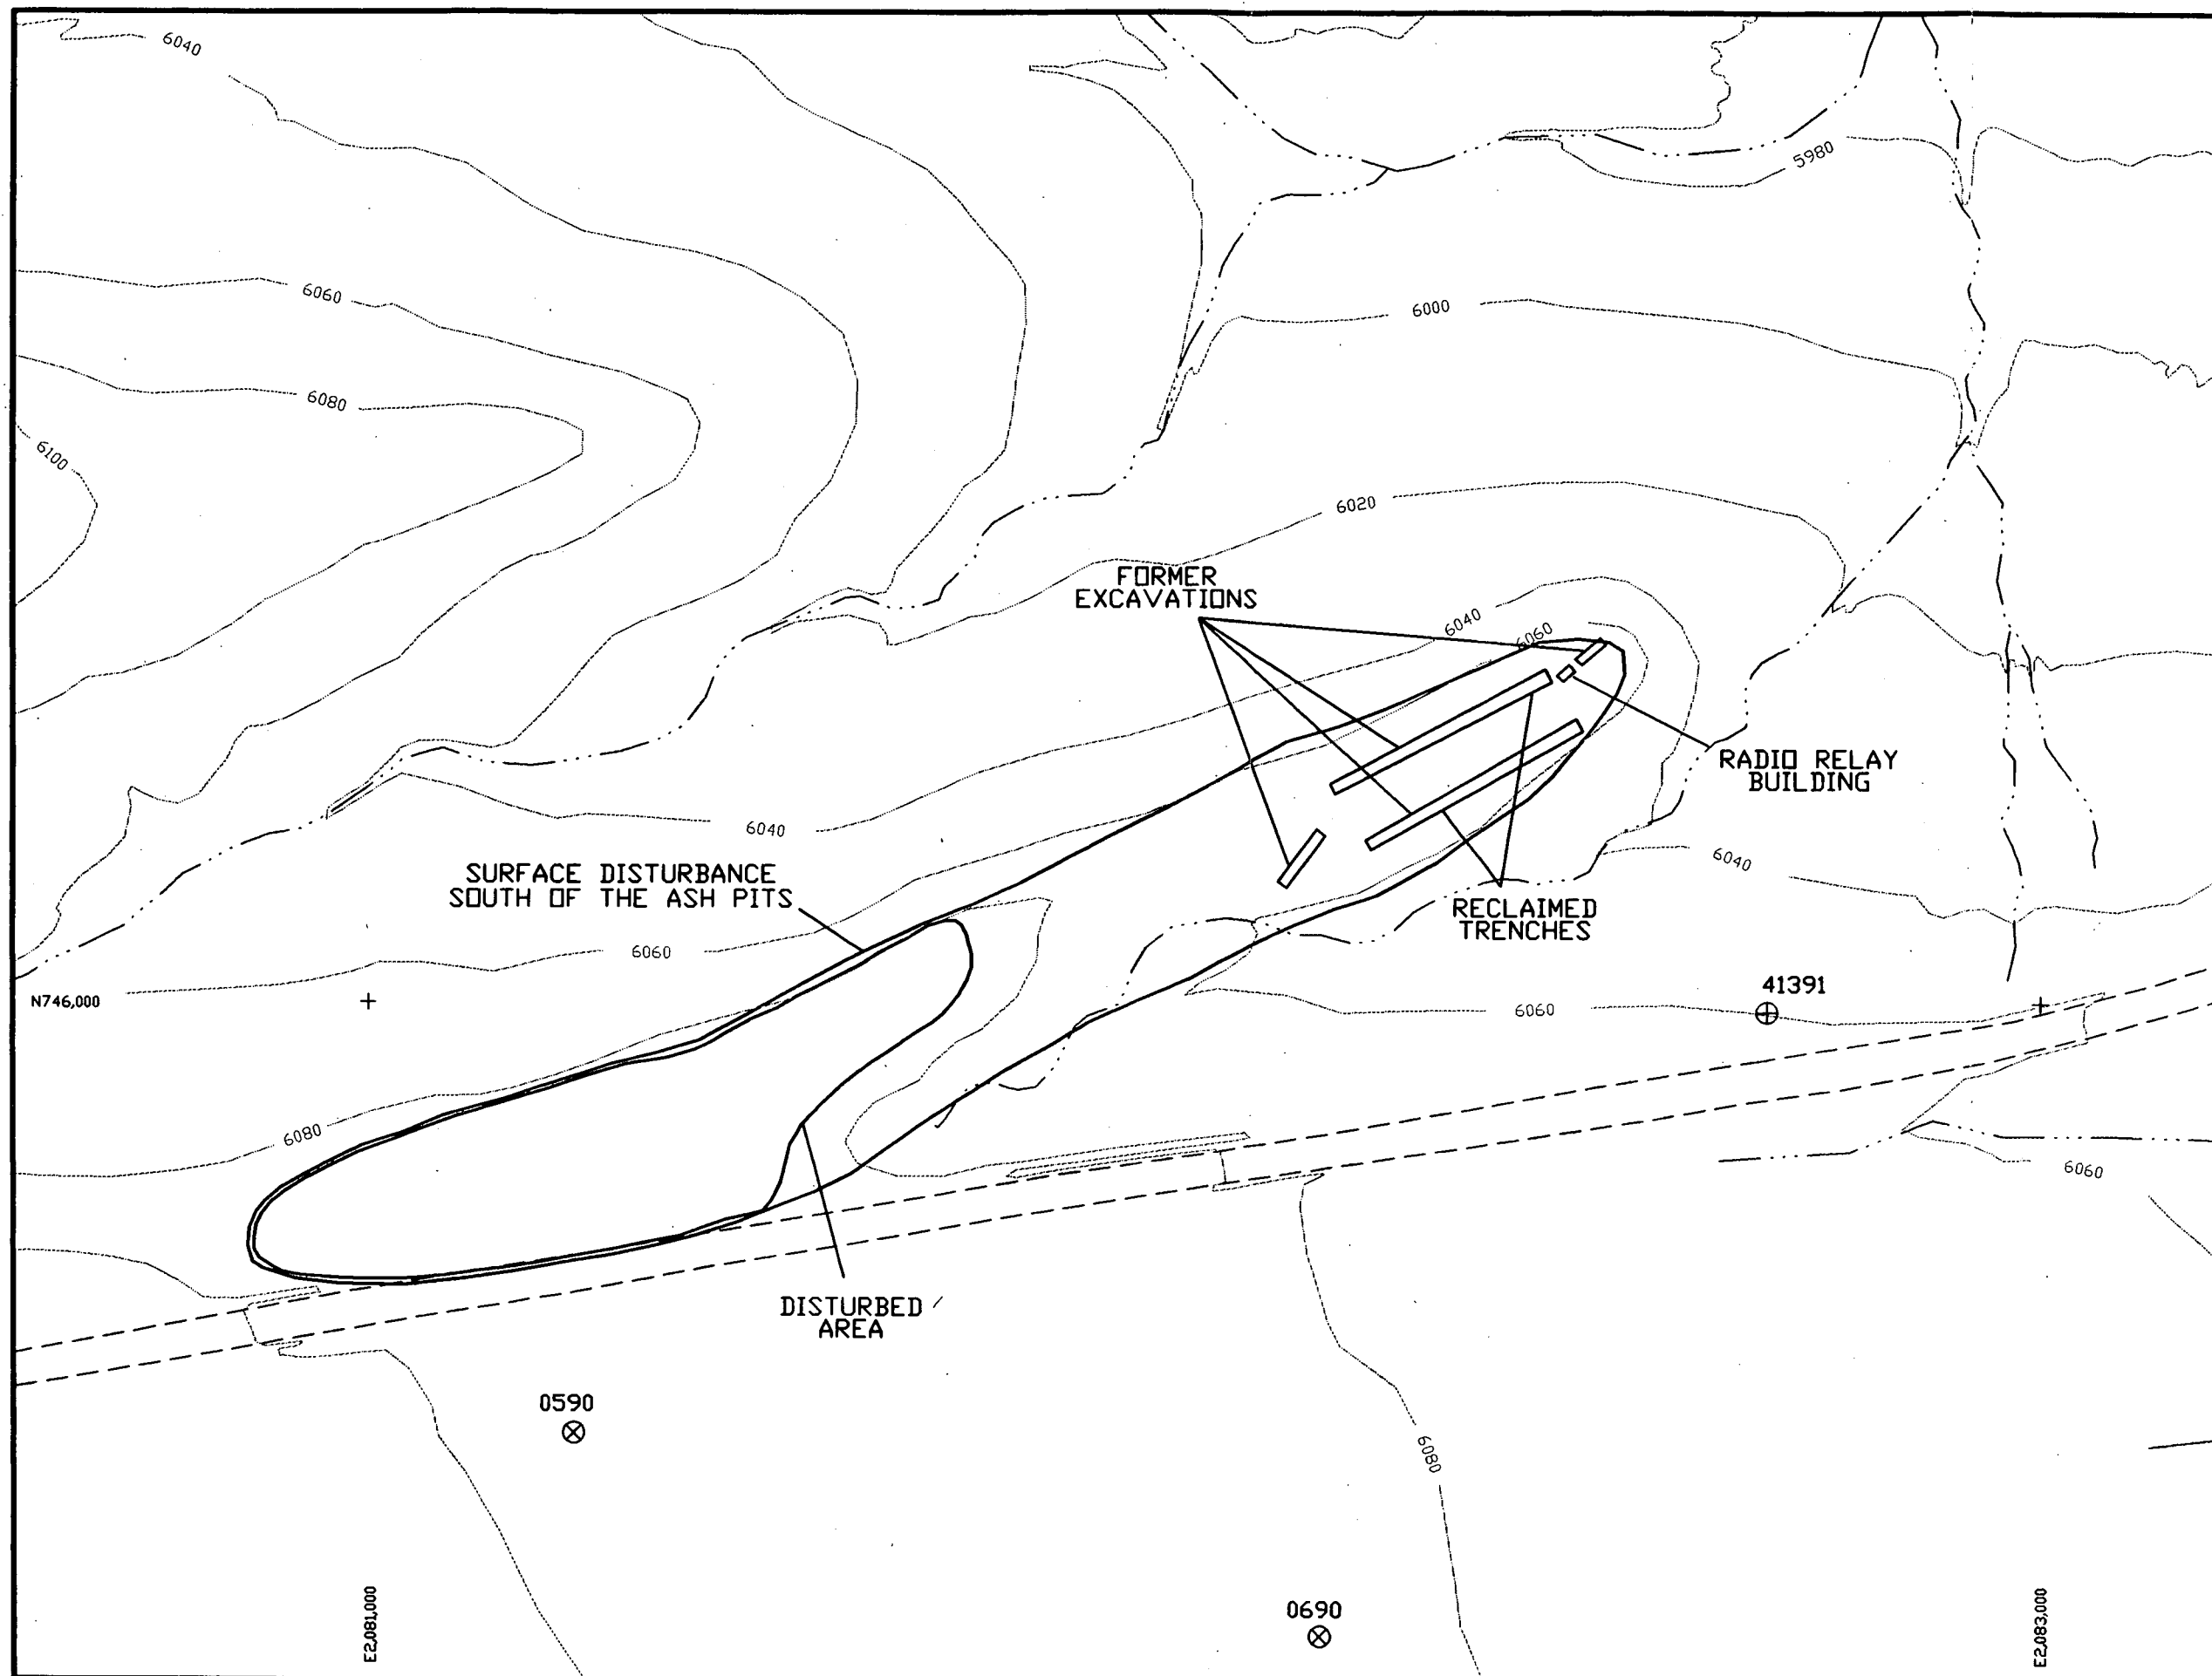 6040
5980
6060
6000
6080
6100
6020
FORMER
EXCAVATIONS
6040
6060
RADIO RELAY
BUILDING
6040
6040
SURFACE DISTURBANCE
SOUTH OF THE ASH PITS
RECLAIMED
TRENCHES
6060
N746,000
41391
6060
6080
6060
DISTURBED
AREA
0590
6080
0690
E2,081,000
E2,083,000